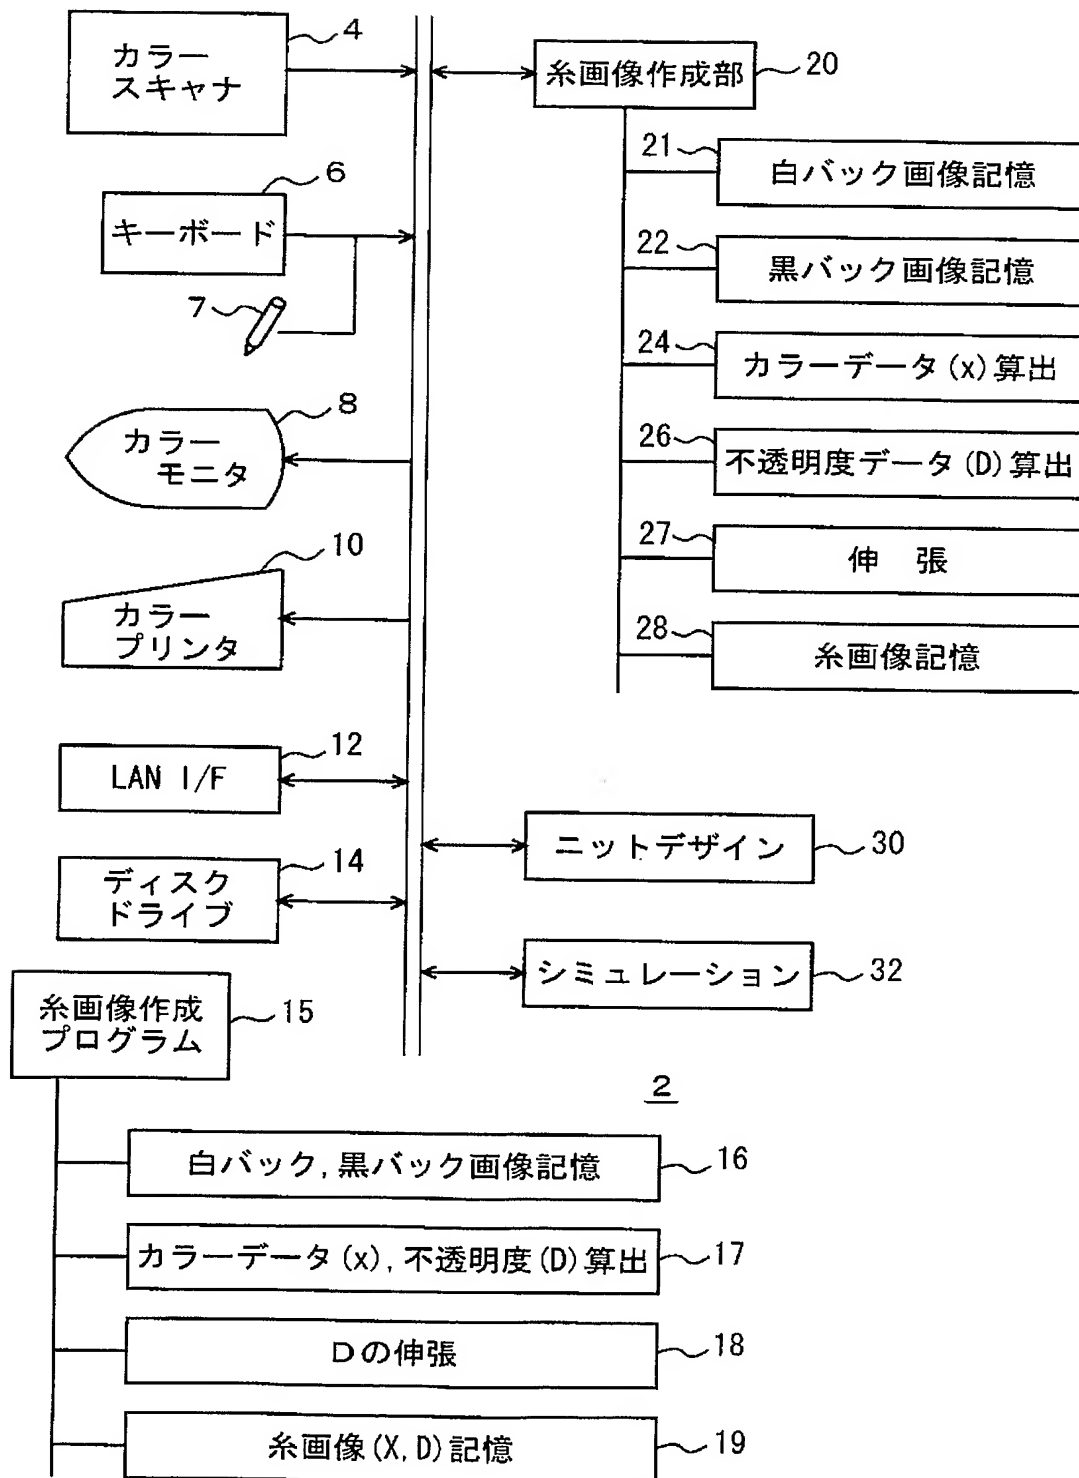 カラー
スキャナ
4
糸画像作成部
20
21
白バック画像記憶
6
キーボード
22
黒バック画像記憶
7
24
カラーデータ(x)算出
8
カラー
モニタ
26
不透明度データ(D)算出
27
伸 張
10
カラー
プリンタ
28
糸画像記憶
12
LAN I/F
ニットデザイン
30
14
ディスク
ドライブ
シミュレーション
32
糸画像作成
プログラム
15
2
白バック,黒バック画像記憶
16
カラーデータ(x),不透明度(D)算出
17
Dの伸張
18
糸画像(X,D)記憶
19